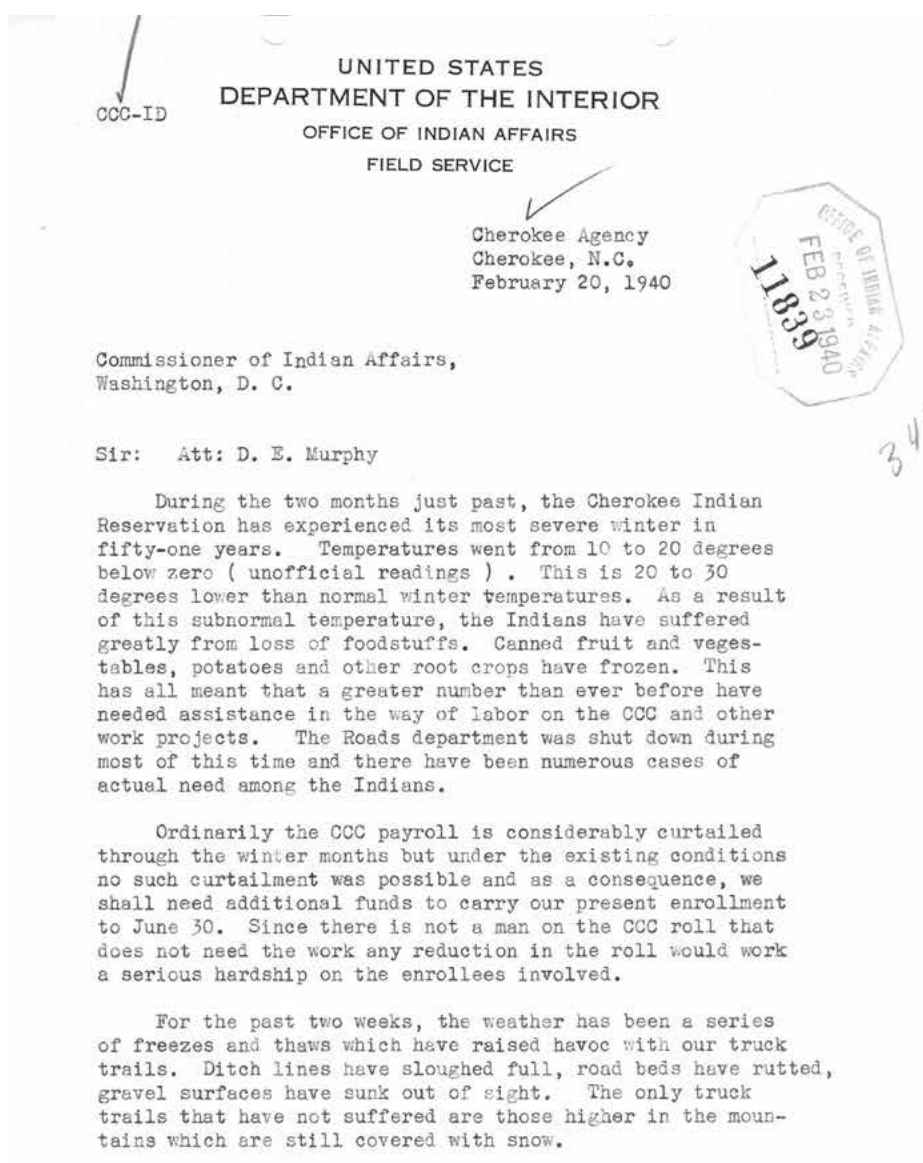 CCC-ID
UNITED STATES
DEPARTMENT OF THE INTERIOR
OFFICE OF INDIAN AFFAIRS
FIELD SERVICE
Cherokee Agency
Cherokee, N.C.
February 20, 1940
OFFICE OF INDIAN AFFAIRS
RECEIVED
FEB 23 1940
11839
Commissioner of Indian Affairs,
Washington, D. C.
34
Sir: Att: D. E. Murphy
During the two months just past, the Cherokee Indian
Reservation has experienced its most severe winter in
fifty-one years. Temperatures went from 10 to 20 degrees
below zero ( unofficial readings ) . This is 20 to 30
degrees lower than normal winter temperatures. As a result
of this subnormal temperature, the Indians have suffered
greatly from loss of foodstuffs. Canned fruit and veges-
tables, potatoes and other root crops have frozen. This
has all meant that a greater number than ever before have
needed assistance in the way of labor on the CCC and other
work projects. The Roads department was shut down during
most of this time and there have been numerous cases of
actual need among the Indians.
Ordinarily the CCC payroll is considerably curtailed
through the winter months but under the existing conditions
no such curtailment was possible and as a consequence, we
shall need additional funds to carry our present enrollment
to June 30. Since there is not a man on the CCC roll that
does not need the work any reduction in the roll would work
a serious hardship on the enrollees involved.
For the past two weeks, the weather has been a series
of freezes and thaws which have raised havoc with our truck
trails. Ditch lines have sloughed full, road beds have rutted,
gravel surfaces have sunk out of sight. The only truck
trails that have not suffered are those higher in the moun-
tains which are still covered with snow.